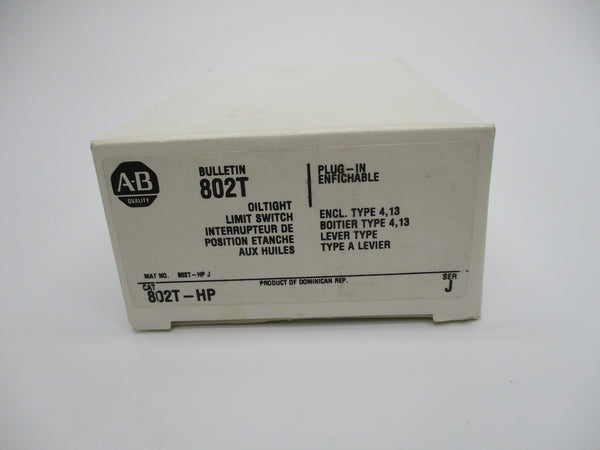 A-B
QUALITY
BULLETIN
802T
OILTIGHT
LIMIT SWITCH
INTERRUPTEUR DE
POSITION ETANCHE
AUX HUILES
PLUG-IN
ENFICHABLE
ENCL. TYPE 4,13
BOITIER TYPE 4,13
LEVER TYPE
TYPE A LEVIER
MAT NO. 802T-HP J
CAT PRODUCT OF DOMINICAN REP. SER
802T-HP J